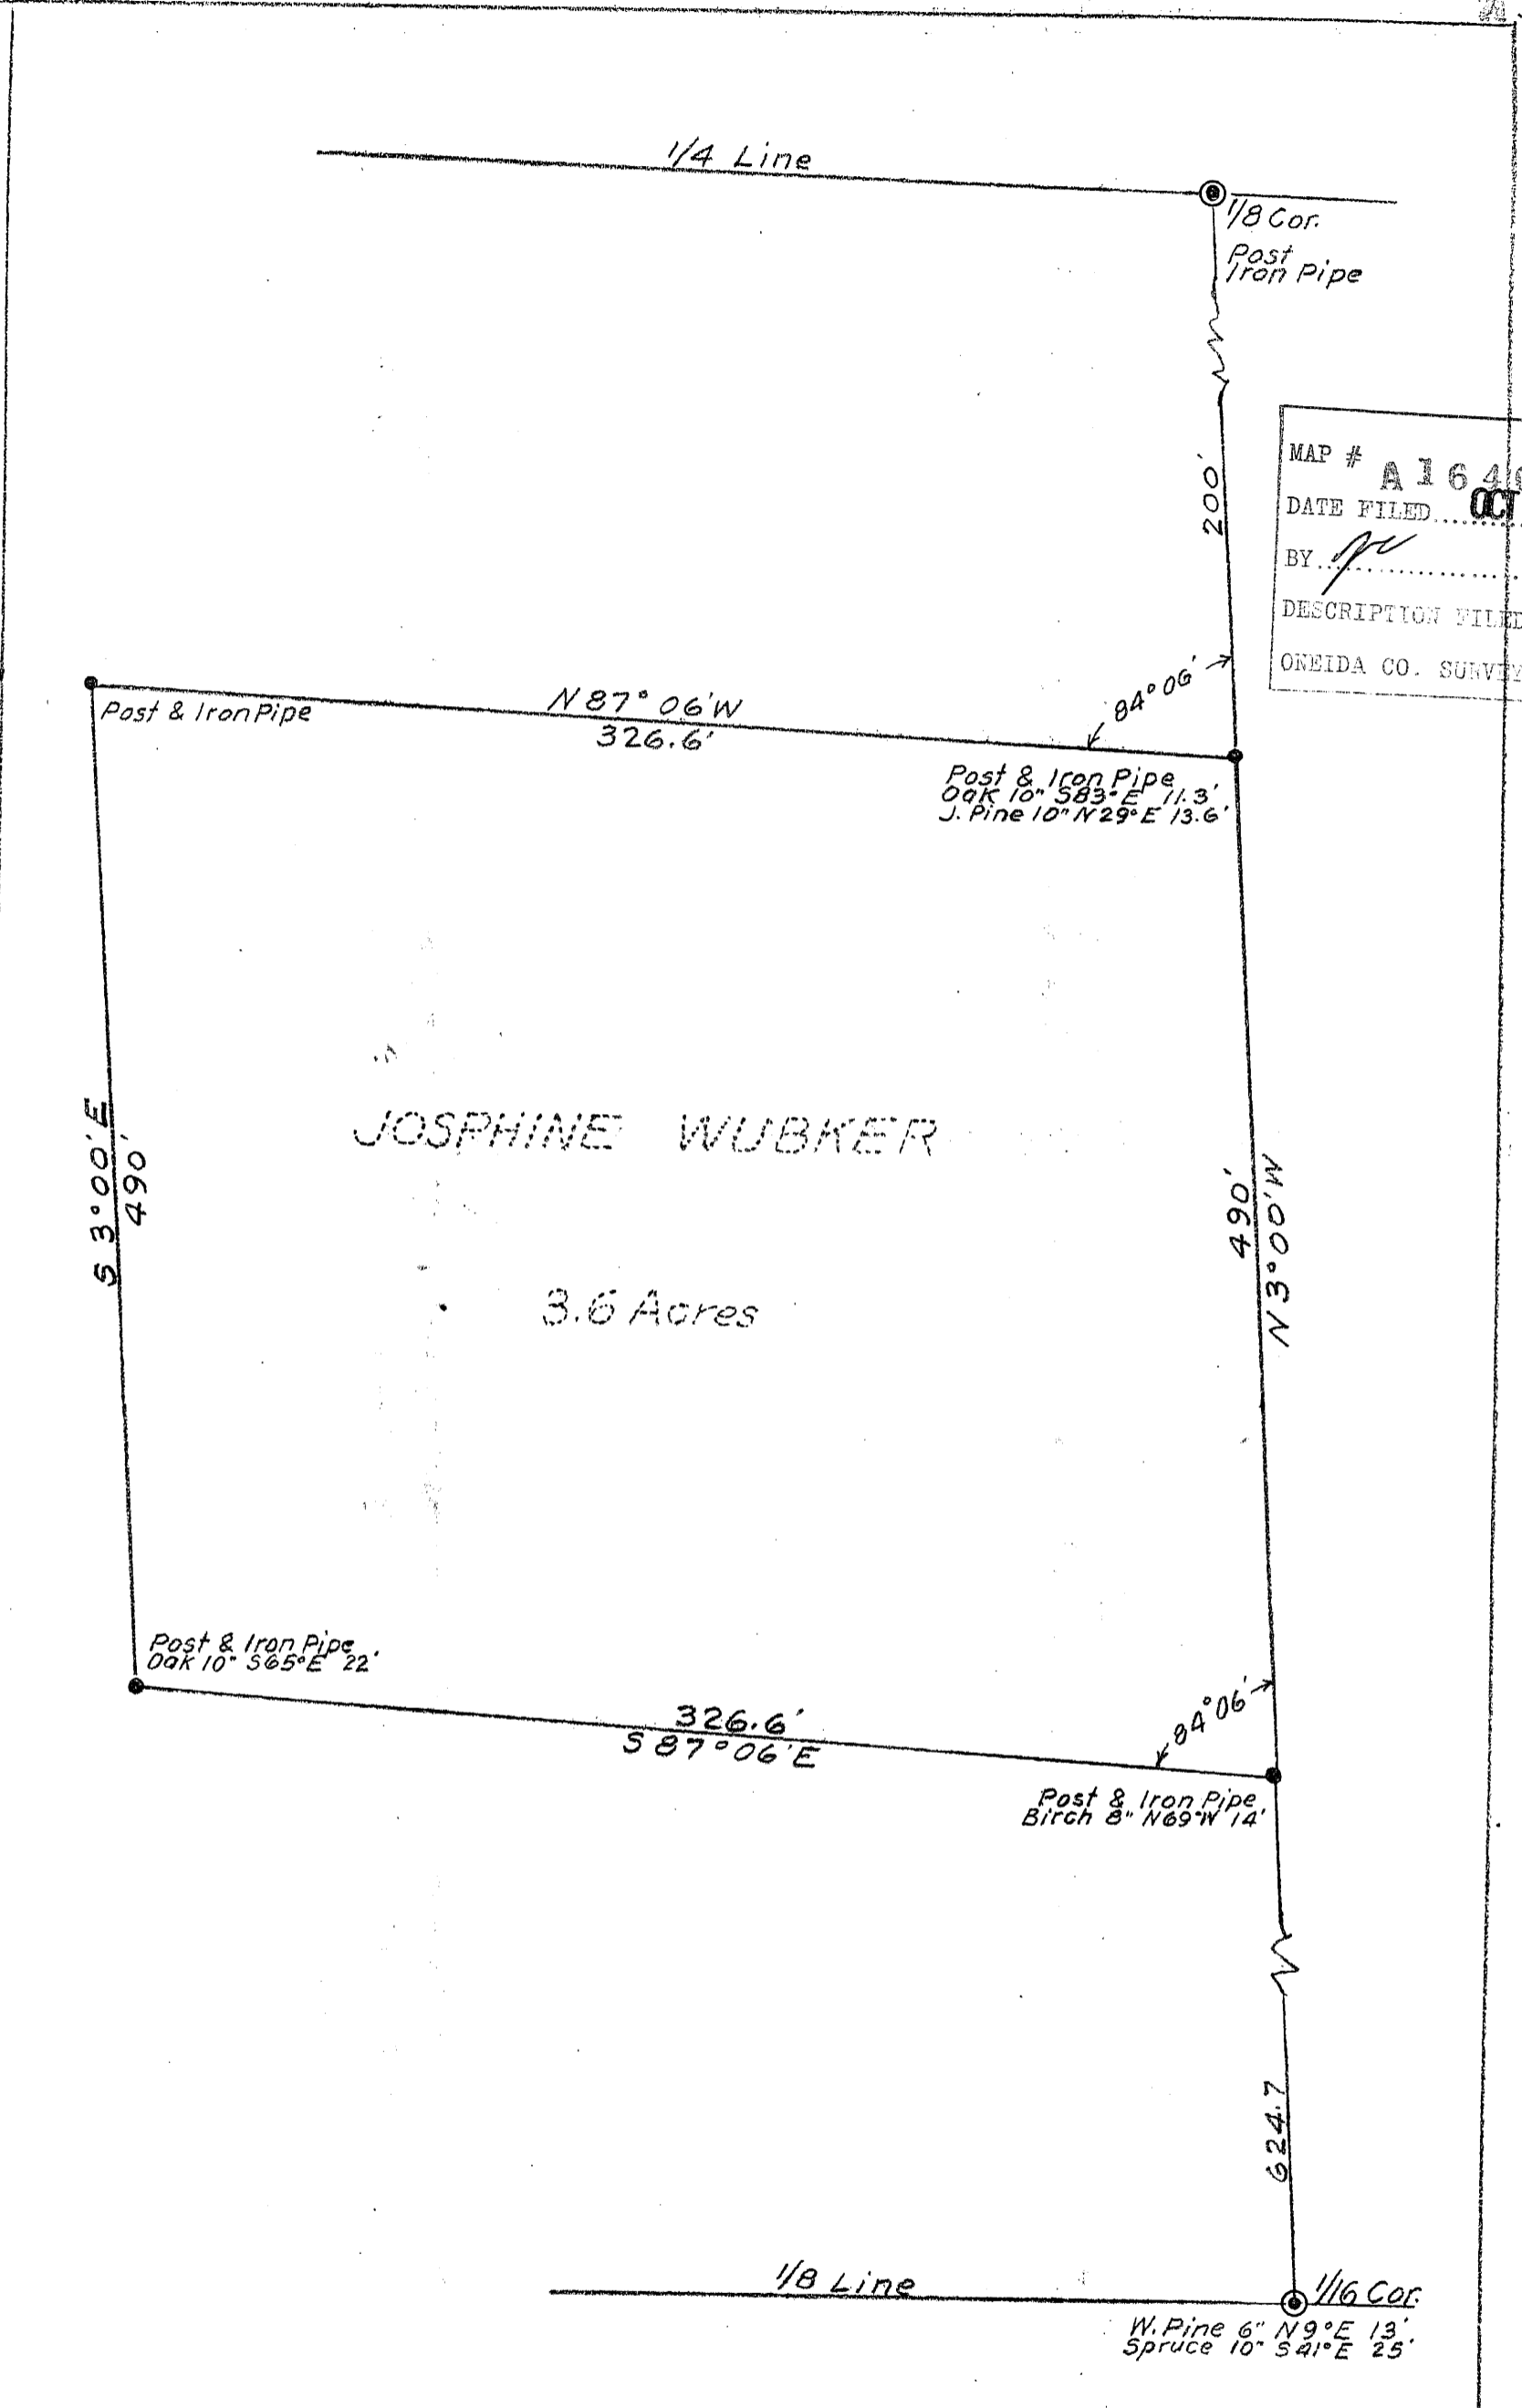 1/4 Line
1/8 Cor.
Post
Iron Pipe
200'
MAP # A164
DATE FILED OCT
BY
DESCRIPTION FILED
ONEIDA CO. SURVEY
84°06'
N 87° 06' W
326.6'
Post & Iron Pipe
Post & Iron Pipe
Oak 10" S83°E 11.3'
J. Pine 10" N29°E 13.6'
S 3°00' E
490'
JOSPHINE WUBKER
3.6 Acres
490'
N 3°00' W
Post & Iron Pipe
Oak 10" S65°E 22'
326.6'
S 87°06' E
84°06'
Post & Iron Pipe
Birch 8" N69°W 14'
624.7
1/8 Line
1/16 Cor.
W. Pine 6" N9°E 13'
Spruce 10" S41°E 25'